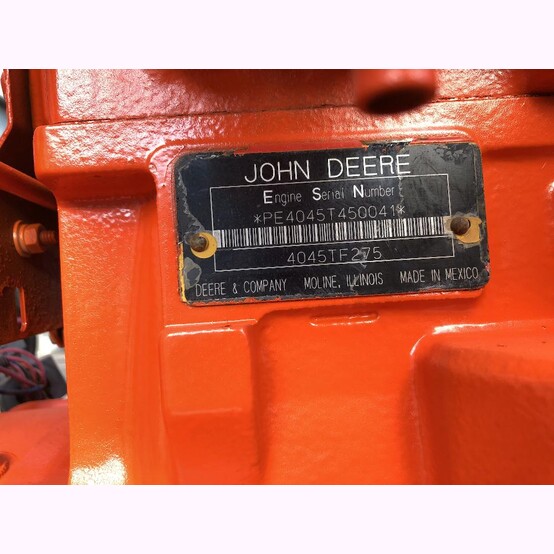 JOHN DEERE
Engine Serial Number
*PE4045T450041*
4045TF275
DEERE & COMPANY MOLINE, ILLINOIS MADE IN MEXICO